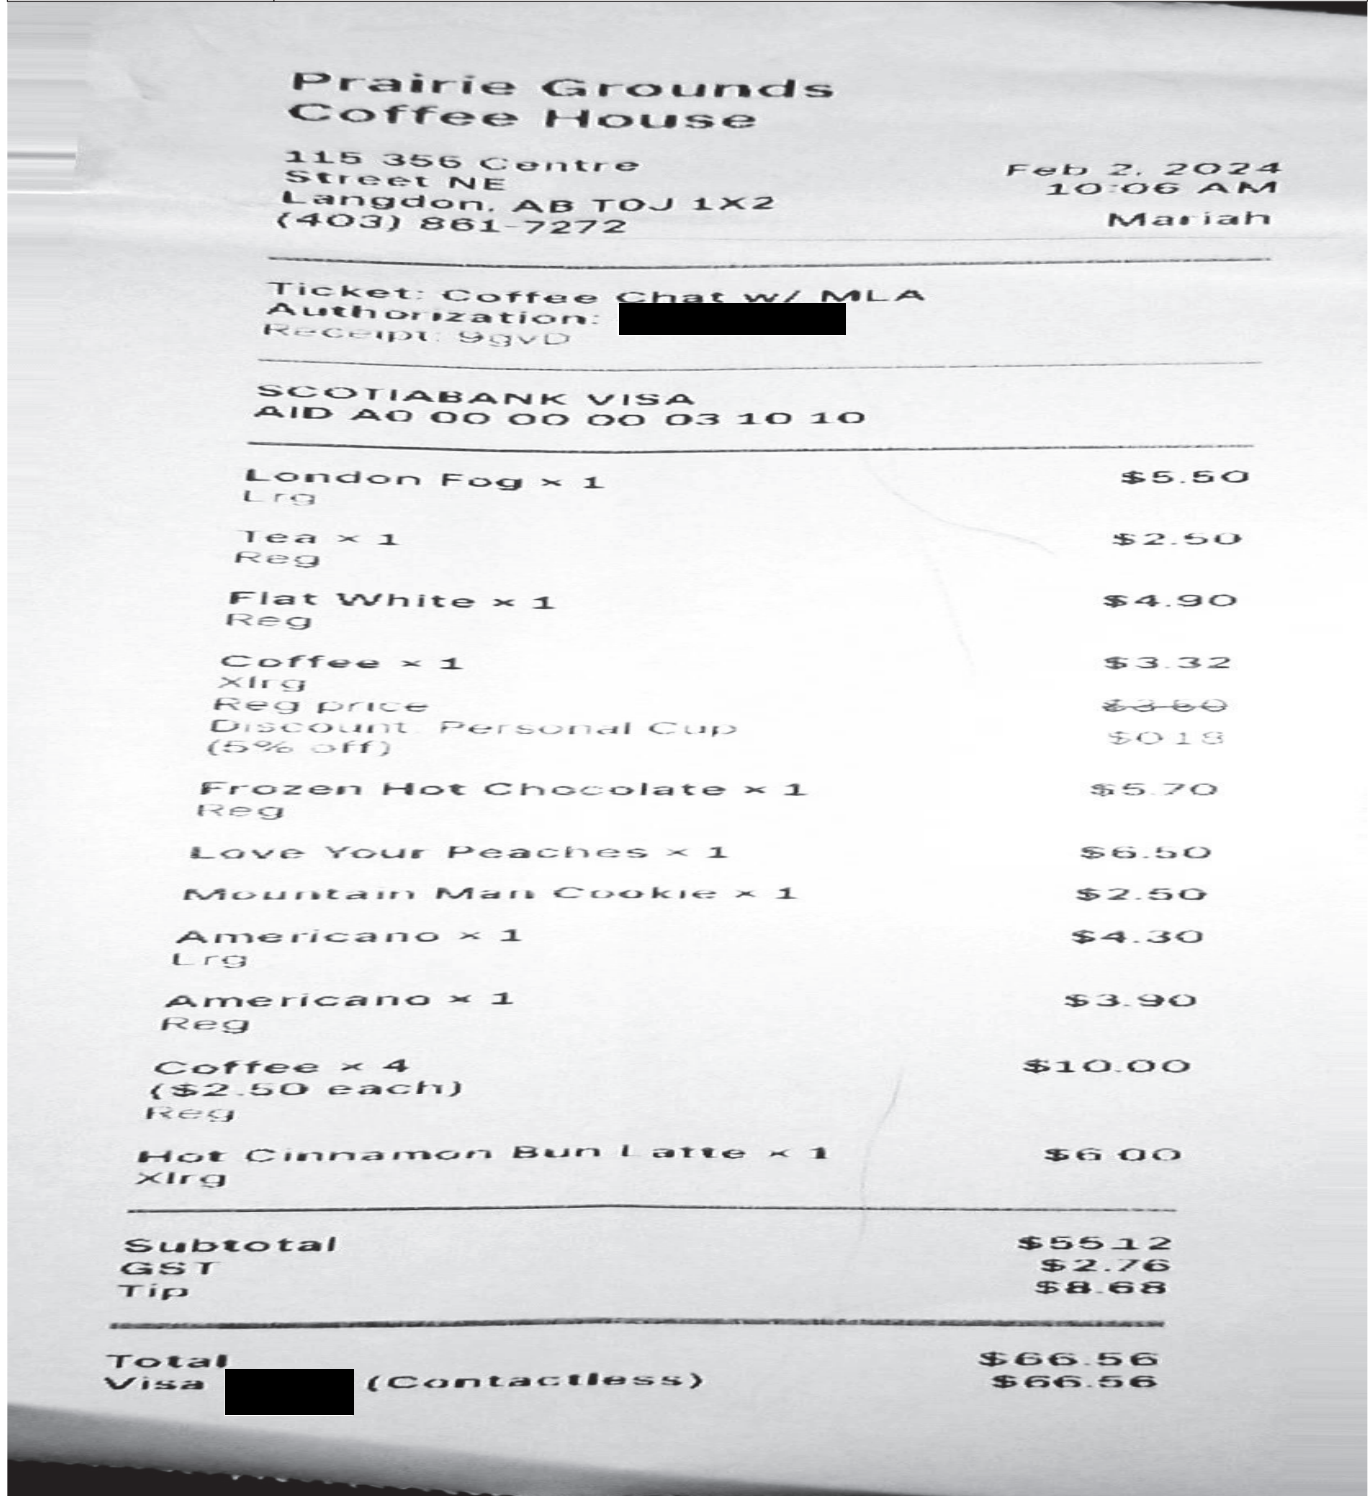 Prairie Grounds
Coffee House
115 356 Centre
Street NE
Langdon, AB T0J 1X2
(403) 861-7272
Feb 2, 2024
10:06 AM
Mariah
Ticket: Coffee Chat w/ MLA
Authorization:
Receipt: 9gvD
SCOTIABANK VISA
AID A0 00 00 00 03 10 10
London Fog × 1 $5.50
Lrg
Tea × 1 $2.50
Reg
Flat White × 1 $4.90
Reg
Coffee × 1 $3.32
Xlrg
Reg price $3.50
Discount: Personal Cup
(5% off) $0.18
Frozen Hot Chocolate × 1 $5.70
Reg
Love Your Peaches × 1 $6.50
Mountain Man Cookie × 1 $2.50
Americano × 1 $4.30
Lrg
Americano × 1 $3.90
Reg
Coffee × 4 $10.00
($2.50 each)
Reg
Hot Cinnamon Bun Latte × 1 $6.00
Xlrg
Subtotal $55.12
GST $2.76
Tip $8.68
Total $66.56
Visa (Contactless) $66.56